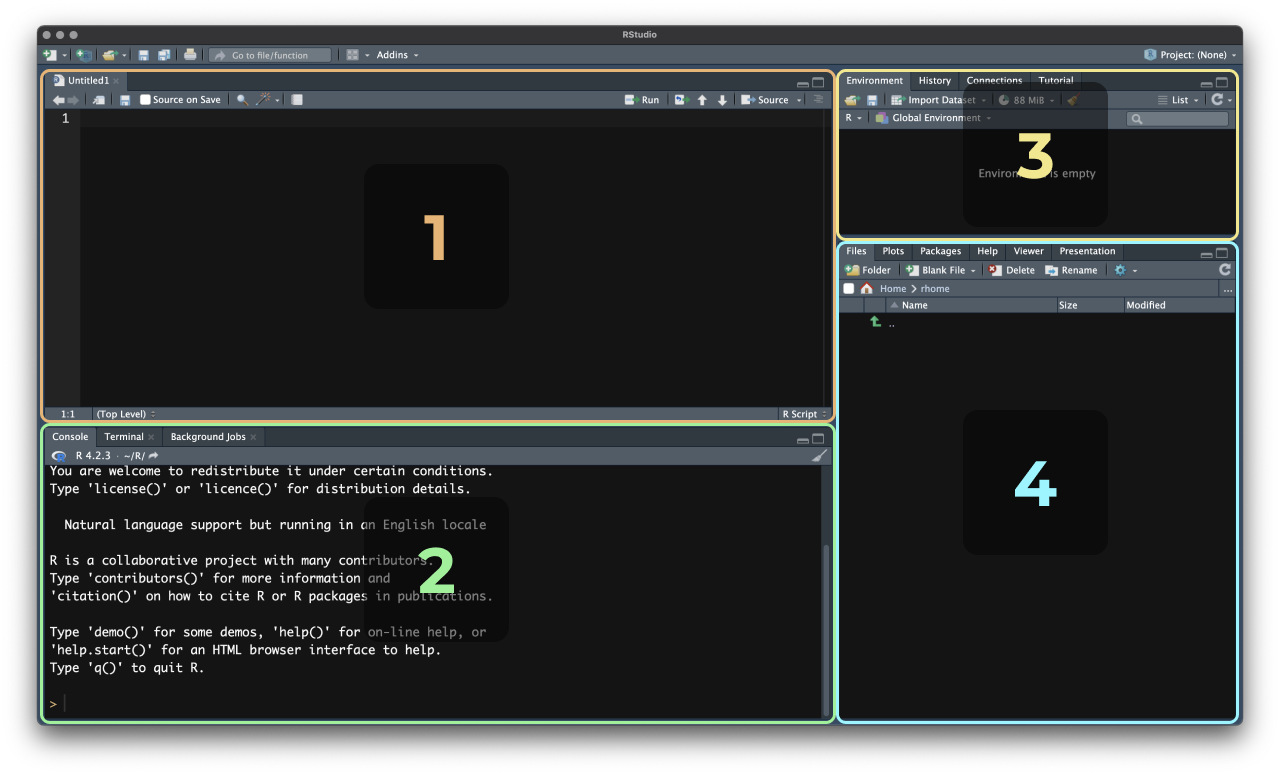 RStudio
Go to file/function Addins Project: (None)
Untitled1
Source on Save Run Source
1
1
1:1 (Top Level) R Script
Environment History Connections Tutorial
Import Dataset 88 MiB List
R Global Environment
Environment is empty
3
Files Plots Packages Help Viewer Presentation
Folder Blank File Delete Rename
Home rhome ...
Name Size Modified
..
4
Console Terminal Background Jobs
R 4.2.3 · ~/R/
You are welcome to redistribute it under certain conditions.
Type 'license()' or 'licence()' for distribution details.
Natural language support but running in an English locale
R is a collaborative project with many contributors.
Type 'contributors()' for more information and
'citation()' on how to cite R or R packages in publications.
Type 'demo()' for some demos, 'help()' for on-line help, or
'help.start()' for an HTML browser interface to help.
Type 'q()' to quit R.
>
2